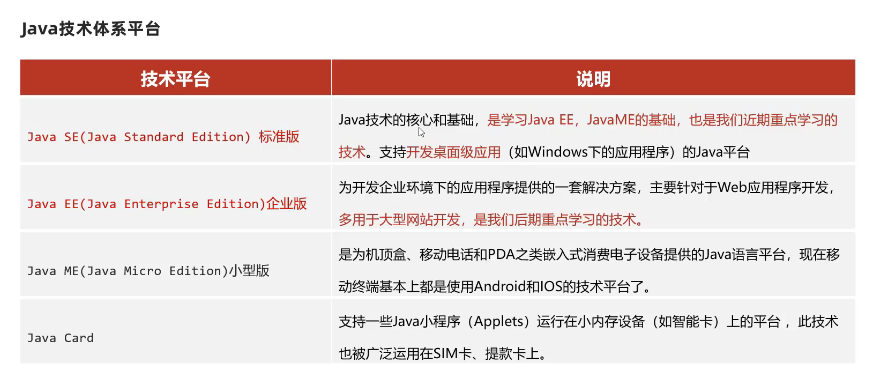 Java技术体系平台
技术平台
说明
Java SE(Java Standard Edition) 标准版
Java技术的核心和基础，是学习Java EE，JavaME的基础，也是我们近期重点学习的
技术。支持开发桌面级应用（如Windows下的应用程序）的Java平台
Java EE(Java Enterprise Edition)企业版
为开发企业环境下的应用程序提供的一套解决方案，主要针对于Web应用程序开发，
多用于大型网站开发，是我们后期重点学习的技术。
Java ME(Java Micro Edition)小型版
是为机顶盒、移动电话和PDA之类嵌入式消费电子设备提供的Java语言平台，现在移
动终端基本上都是使用Android和IOS的技术平台了。
Java Card
支持一些Java小程序（Applets）运行在小内存设备（如智能卡）上的平台 ，此技术
也被广泛运用在SIM卡、提款卡上。